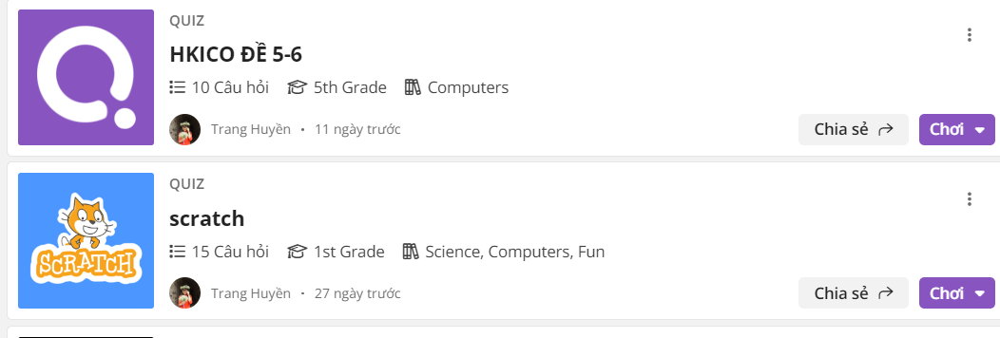 QUIZ
HKICO ĐỀ 5-6
10 Câu hỏi 5th Grade Computers
Trang Huyền • 11 ngày trước Chia sẻ Chơi
QUIZ
scratch
SCRATCH
15 Câu hỏi 1st Grade Science, Computers, Fun
Trang Huyền • 27 ngày trước Chia sẻ Chơi